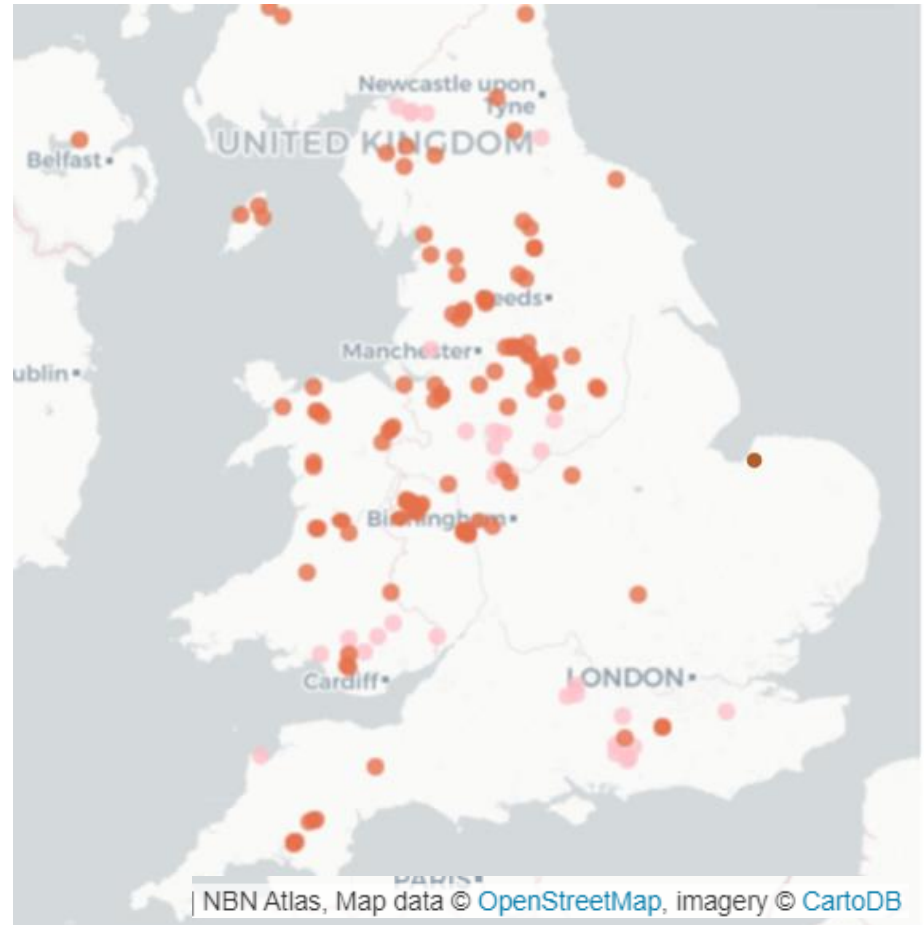 Newcastle upon
Tyne
UNITED KINGDOM
Belfast
Leeds
Manchester
ublin
Birmingham
Cardiff
LONDON
PARIS
| NBN Atlas, Map data © OpenStreetMap, imagery © CartoDB